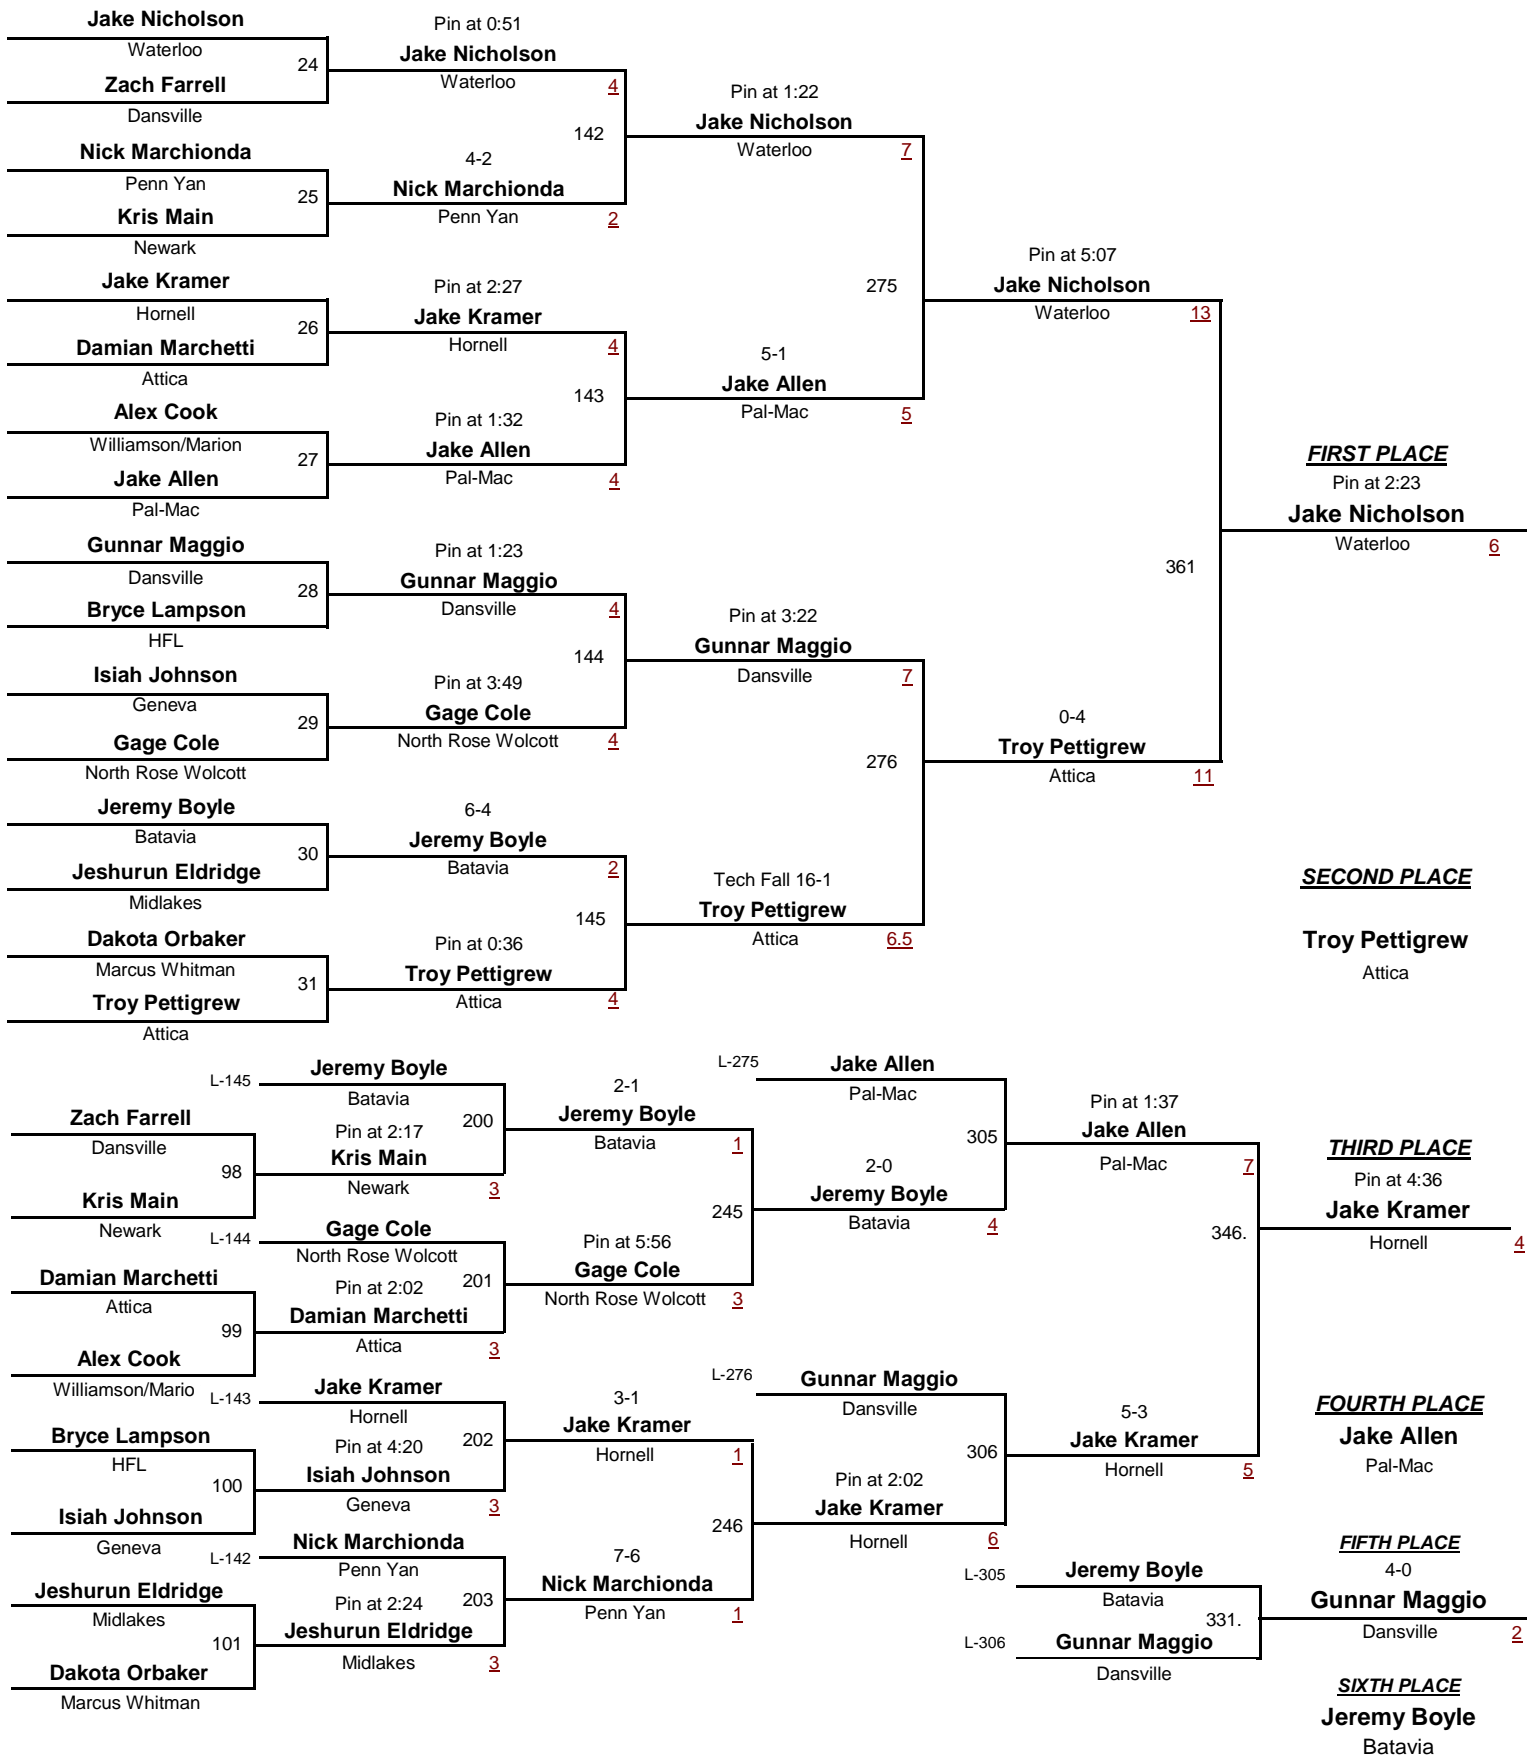 Jake Nicholson
Waterloo
24
Zach Farrell
Dansville
Nick Marchionda
Penn Yan
25
Kris Main
Newark
Jake Kramer
Hornell
26
Damian Marchetti
Attica
Alex Cook
Williamson/Marion
27
Jake Allen
Pal-Mac
Gunnar Maggio
Dansville
28
Bryce Lampson
HFL
Isiah Johnson
Geneva
29
Gage Cole
North Rose Wolcott
Jeremy Boyle
Batavia
30
Jeshurun Eldridge
Midlakes
Dakota Orbaker
Marcus Whitman
31
Troy Pettigrew
Attica
Pin at 0:51
Jake Nicholson
Waterloo
4
142
4-2
Nick Marchionda
Penn Yan
2
Pin at 2:27
Jake Kramer
Hornell
4
143
Pin at 1:32
Jake Allen
Pal-Mac
4
Pin at 1:23
Gunnar Maggio
Dansville
4
144
Pin at 3:49
Gage Cole
North Rose Wolcott
4
6-4
Jeremy Boyle
Batavia
2
145
Pin at 0:36
Troy Pettigrew
Attica
4
Pin at 1:22
Jake Nicholson
Waterloo
7
275
5-1
Jake Allen
Pal-Mac
5
Pin at 3:22
Gunnar Maggio
Dansville
7
276
Tech Fall 16-1
Troy Pettigrew
Attica
6.5
Pin at 5:07
Jake Nicholson
Waterloo
13
361
0-4
Troy Pettigrew
Attica
11
FIRST PLACE
Pin at 2:23
Jake Nicholson
Waterloo
6
SECOND PLACE
Troy Pettigrew
Attica
Zach Farrell
Dansville
98
Kris Main
Newark
Damian Marchetti
Attica
99
Alex Cook
Williamson/Mario
Bryce Lampson
HFL
100
Isiah Johnson
Geneva
Jeshurun Eldridge
Midlakes
101
Dakota Orbaker
Marcus Whitman
L-145
Jeremy Boyle
Batavia
200
Pin at 2:17
Kris Main
Newark
3
L-144
Gage Cole
North Rose Wolcott
201
Pin at 2:02
Damian Marchetti
Attica
3
L-143
Jake Kramer
Hornell
202
Pin at 4:20
Isiah Johnson
Geneva
3
L-142
Nick Marchionda
Penn Yan
203
Pin at 2:24
Jeshurun Eldridge
Midlakes
3
2-1
Jeremy Boyle
Batavia
1
245
Pin at 5:56
Gage Cole
North Rose Wolcott
3
3-1
Jake Kramer
Hornell
1
246
7-6
Nick Marchionda
Penn Yan
1
L-275
Jake Allen
Pal-Mac
305
2-0
Jeremy Boyle
Batavia
4
L-276
Gunnar Maggio
Dansville
306
Pin at 2:02
Jake Kramer
Hornell
6
Pin at 1:37
Jake Allen
Pal-Mac
7
346.
5-3
Jake Kramer
Hornell
5
THIRD PLACE
Pin at 4:36
Jake Kramer
Hornell
4
FOURTH PLACE
Jake Allen
Pal-Mac
L-305
Jeremy Boyle
Batavia
331.
L-306
Gunnar Maggio
Dansville
FIFTH PLACE
4-0
Gunnar Maggio
Dansville
2
SIXTH PLACE
Jeremy Boyle
Batavia